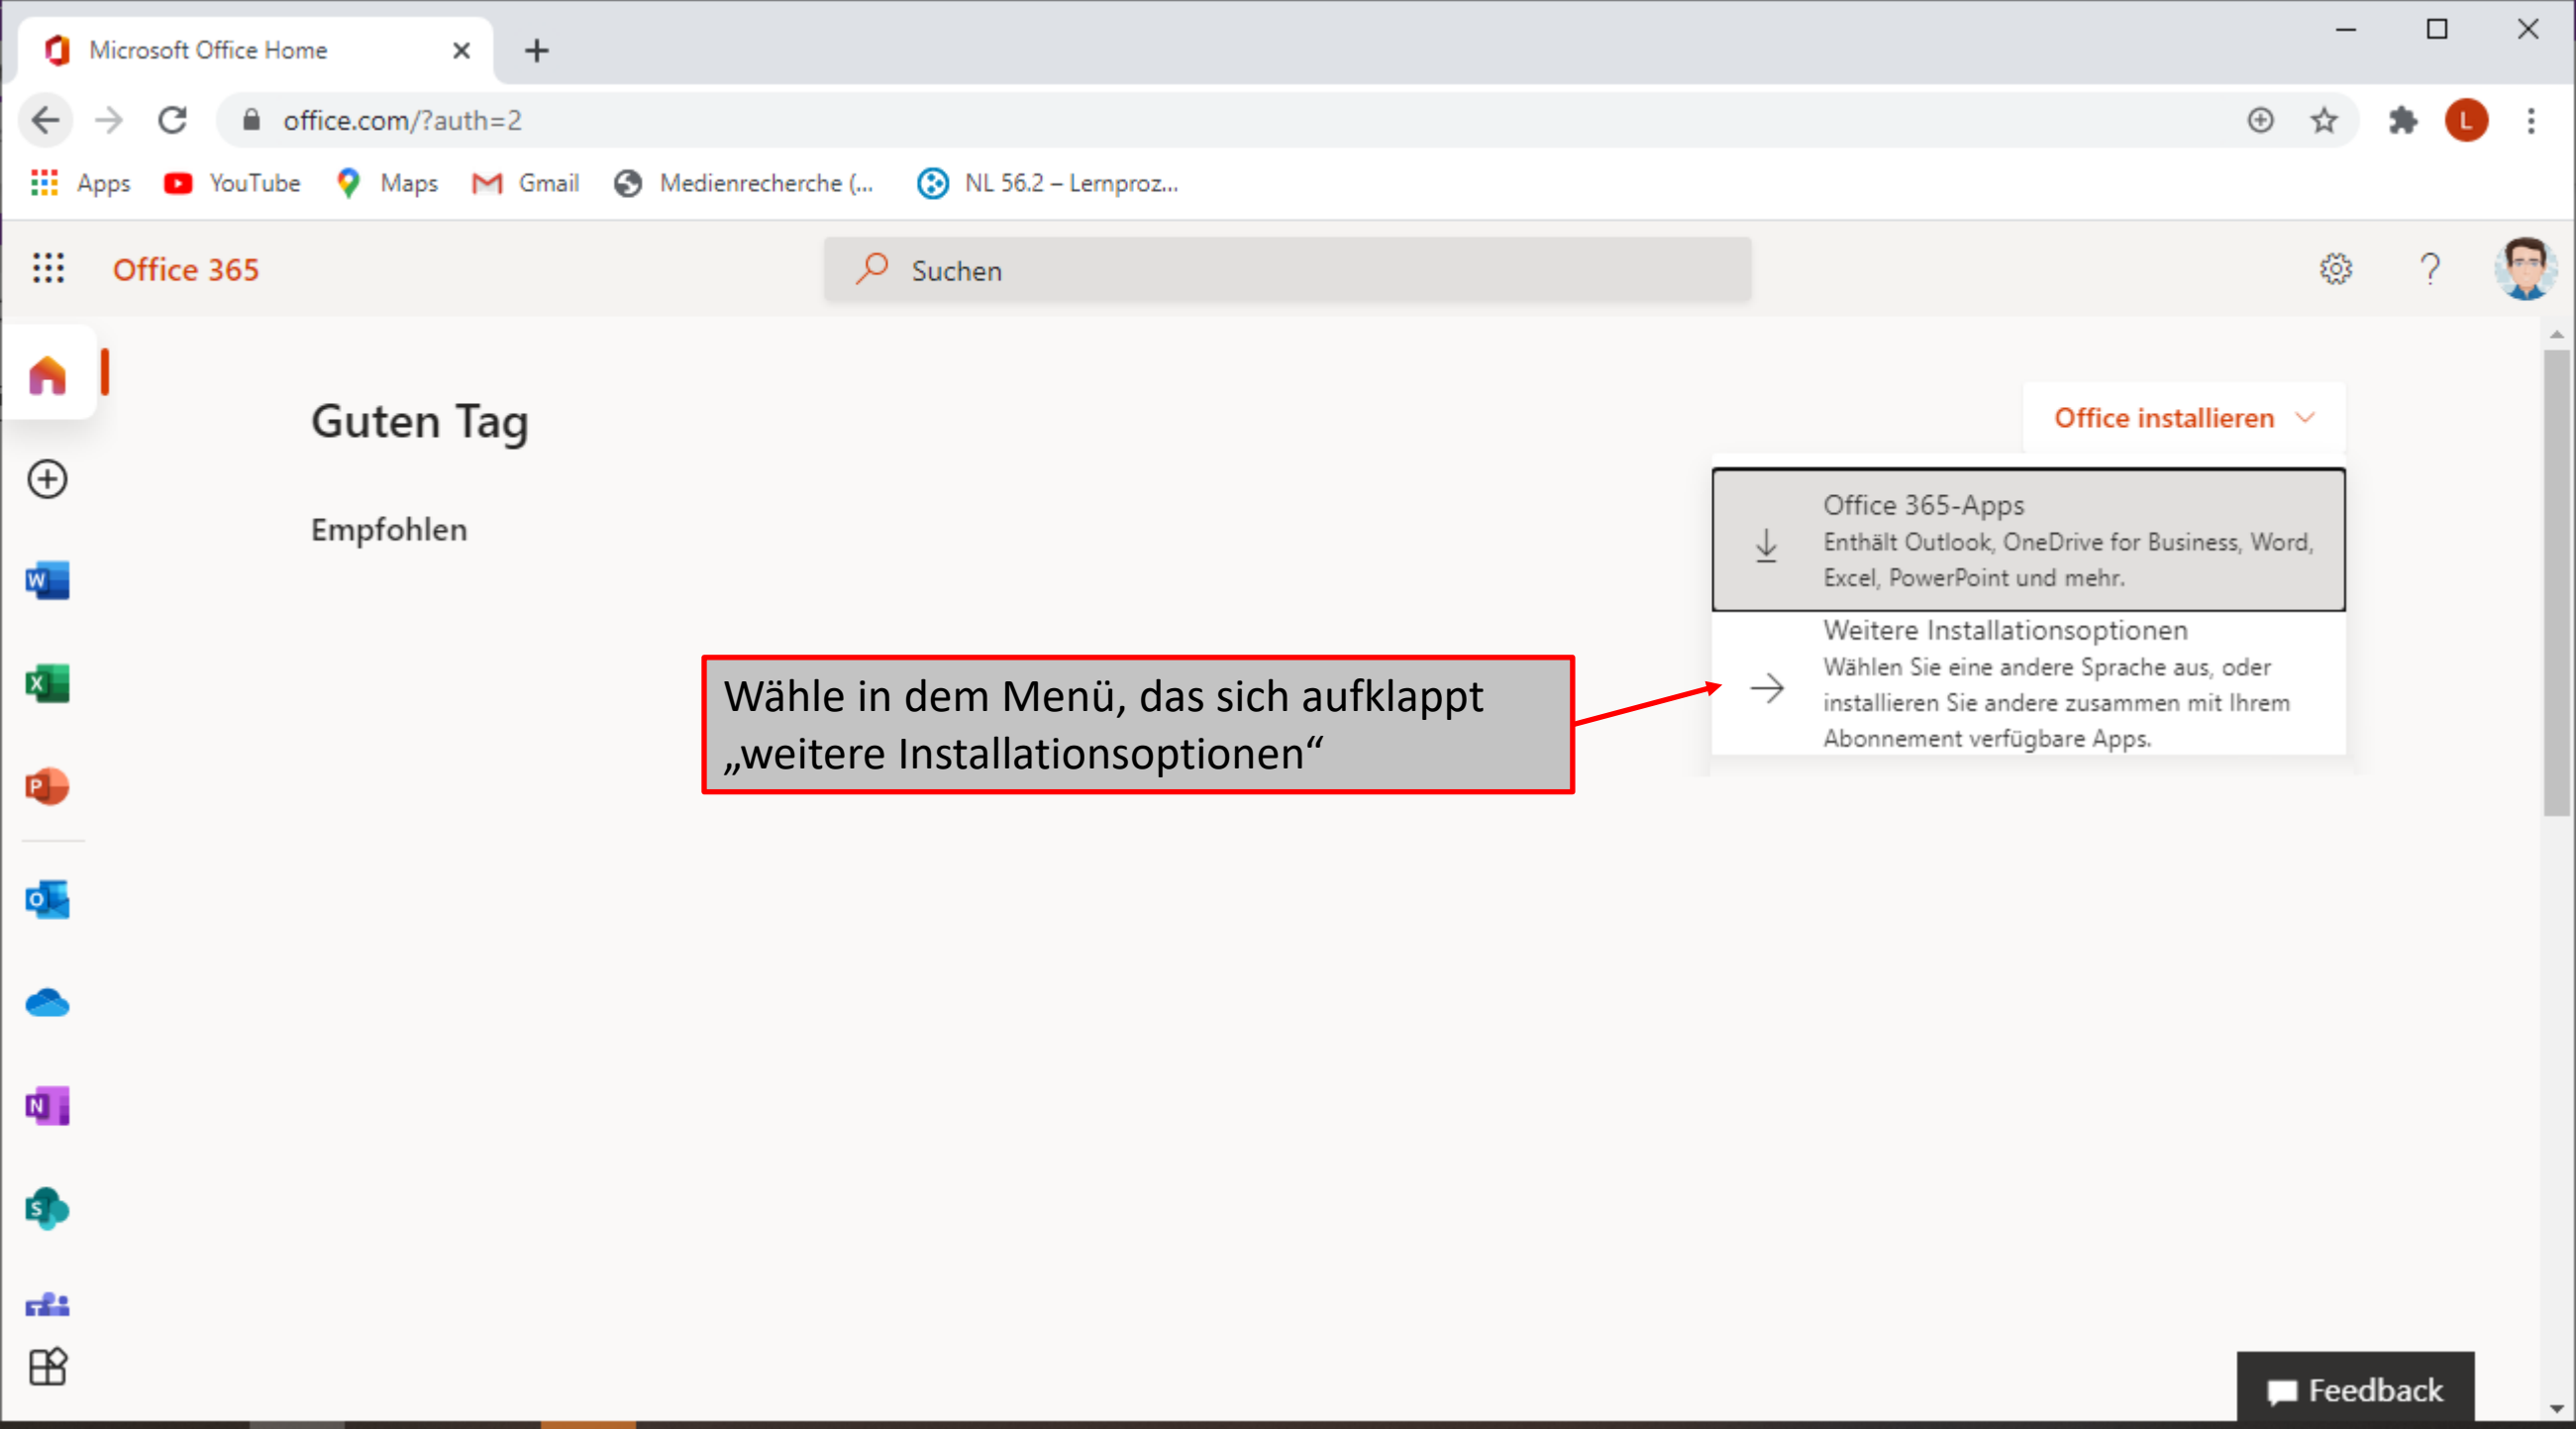 Microsoft Office Home
office.com/?auth=2
L
Apps YouTube Maps Gmail Medienrecherche (... NL 56.2 – Lernproz...
Office 365
Suchen
?
Guten Tag
Office installieren
Empfohlen
Office 365-Apps
Enthält Outlook, OneDrive for Business, Word,
Excel, PowerPoint und mehr.
Weitere Installationsoptionen
Wählen Sie eine andere Sprache aus, oder
installieren Sie andere zusammen mit Ihrem
Abonnement verfügbare Apps.
Wähle in dem Menü, das sich aufklappt
„weitere Installationsoptionen“
W
X
P
O
N
S
T
Feedback